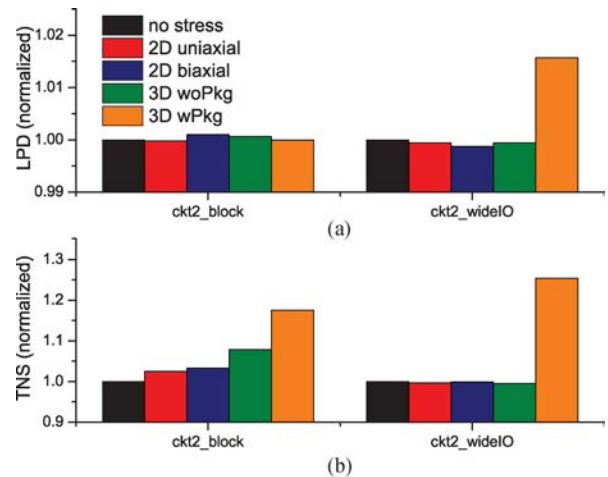 LPD (normalized)
1.02
1.01
1.00
0.99
no stress
2D uniaxial
2D biaxial
3D woPkg
3D wPkg
ckt2_block
ckt2_wideIO
(a)
TNS (normalized)
1.3
1.2
1.1
1.0
0.9
ckt2_block
ckt2_wideIO
(b)